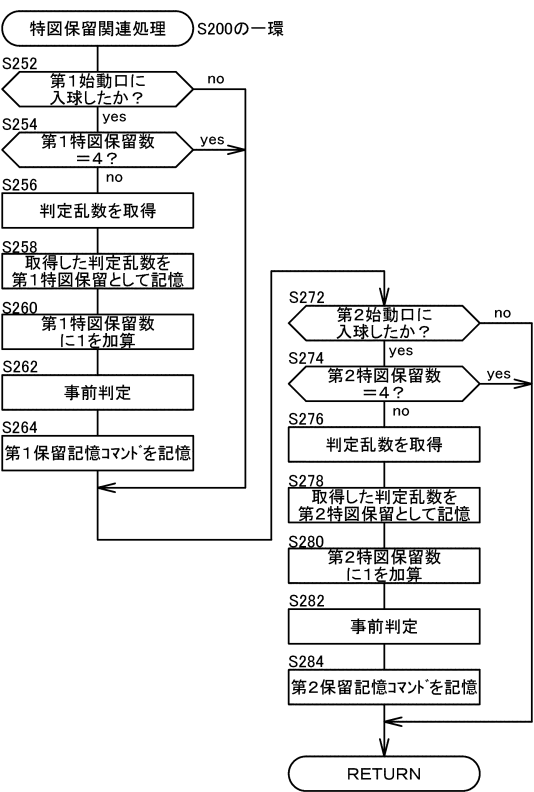 特図保留関連処理
S200の一環
S252
第１始動口に
入球したか？
no
yes
S254
第１特図保留数
＝４？
yes
no
S256
判定乱数を取得
S258
取得した判定乱数を
第１特図保留として記憶
S260
第１特図保留数
に１を加算
S262
事前判定
S264
第１保留記憶ｺﾏﾝﾄﾞを記憶
S272
第２始動口に
入球したか？
no
yes
S274
第２特図保留数
＝４？
yes
no
S276
判定乱数を取得
S278
取得した判定乱数を
第２特図保留として記憶
S280
第２特図保留数
に１を加算
S282
事前判定
S284
第２保留記憶ｺﾏﾝﾄﾞを記憶
RETURN